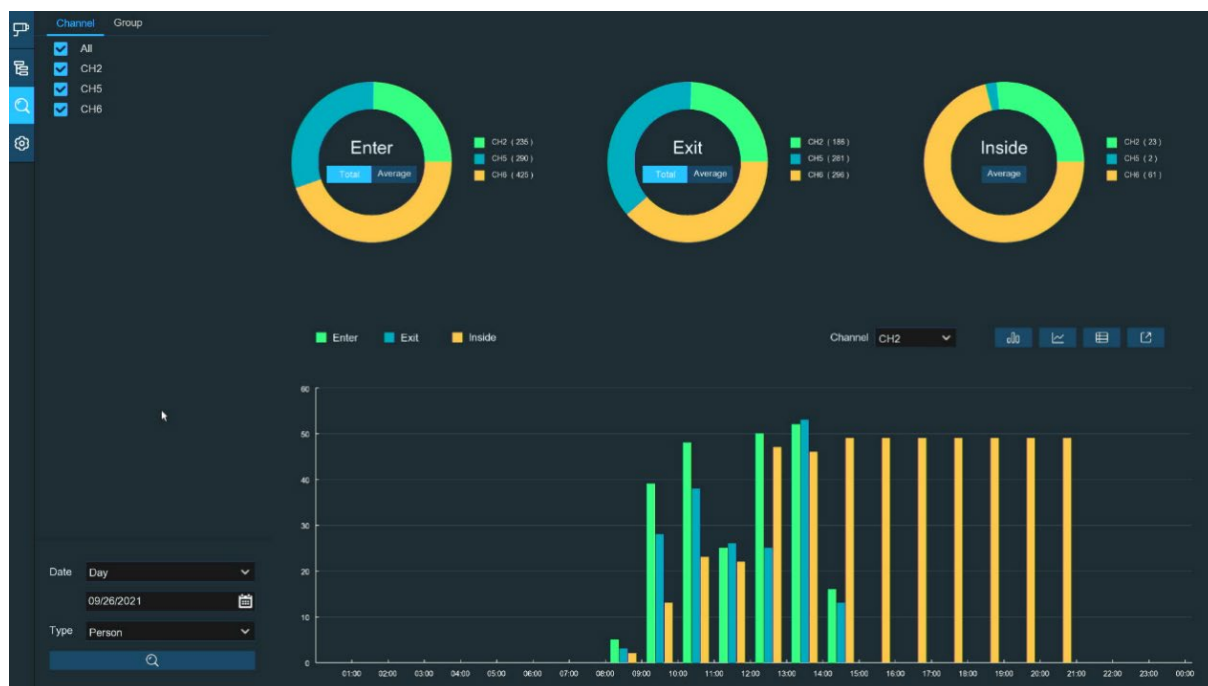 Channel Group
All
CH2
CH5
CH6
Enter
Total Average
CH2 ( 235 )
CH5 ( 290 )
CH6 ( 425 )
Exit
Total Average
CH2 ( 186 )
CH5 ( 281 )
CH6 ( 296 )
Inside
Average
CH2 ( 23 )
CH5 ( 2 )
CH6 ( 61 )
Enter Exit Inside
Channel CH2
60
50
40
30
20
10
0
01:00 02:00 03:00 04:00 05:00 06:00 07:00 08:00 09:00 10:00 11:00 12:00 13:00 14:00 15:00 16:00 17:00 18:00 19:00 20:00 21:00 22:00 23:00 00:00
Date Day
09/26/2021
Type Person